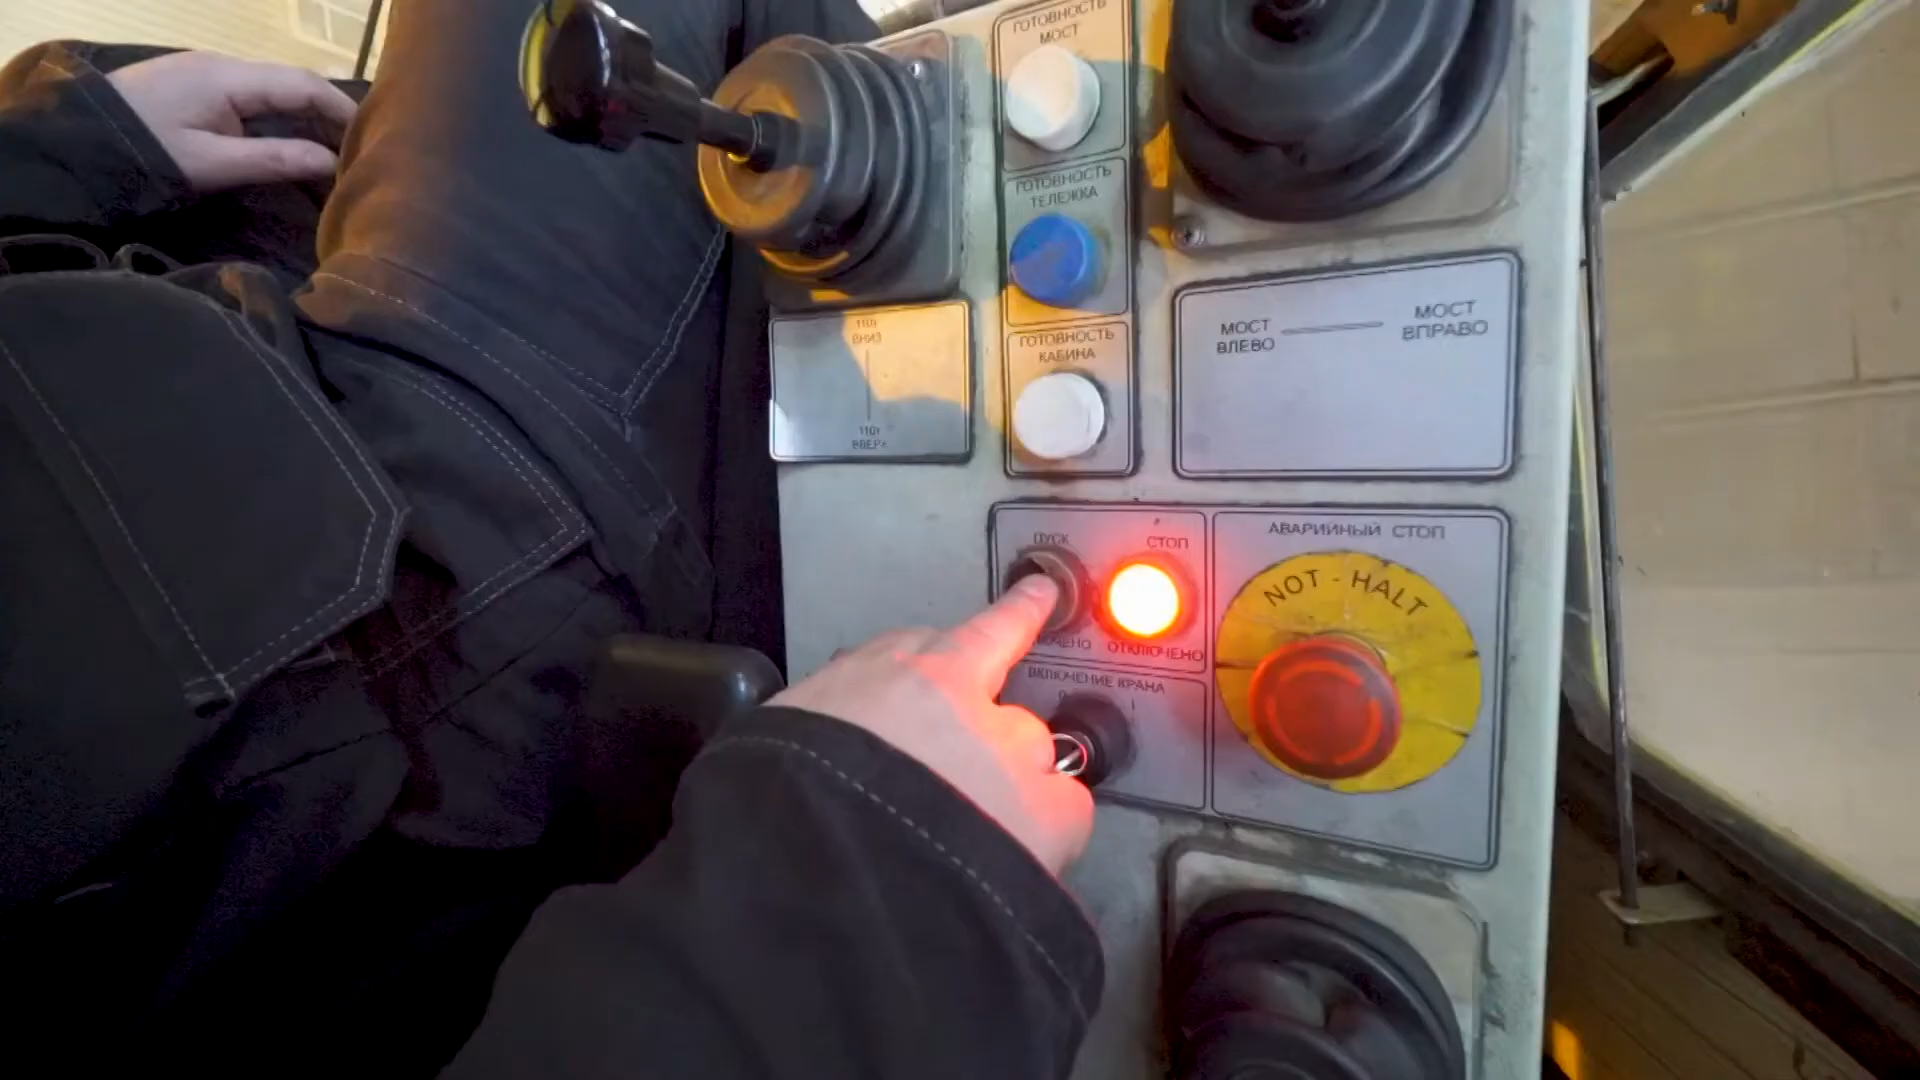 ГОТОВНОСТЬ
МОСТ
ГОТОВНОСТЬ
ТЕЛЕЖКА
ГОТОВНОСТЬ
КАБИНА
ВНИЗ
ВВЕРХ
МОСТ
ВЛЕВО
МОСТ
ВПРАВО
ПУСК
СТОП
ОТКЛЮЧЕНО
ВКЛЮЧЕНИЕ КРАНА
0
АВАРИЙНЫЙ СТОП
NOT - HALT